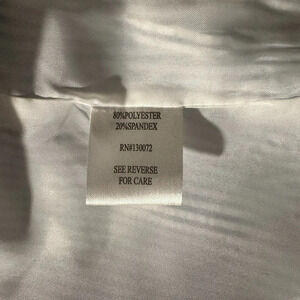 80%POLYESTER
20%SPANDEX
RN#130072
SEE REVERSE
FOR CARE